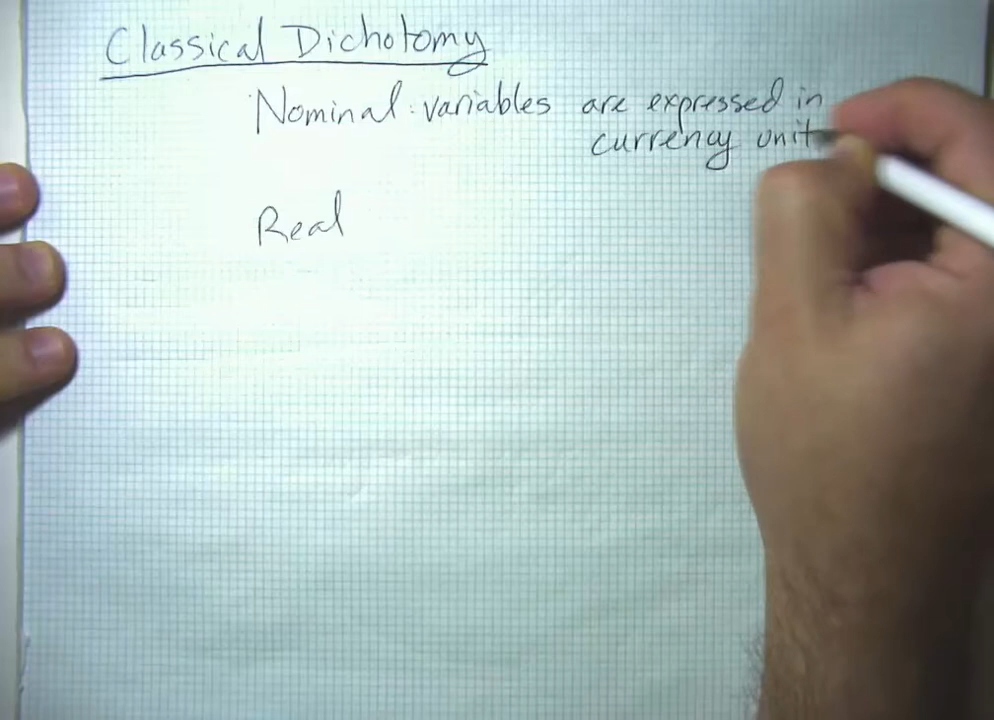 Classical Dichotomy
Nominal variables are expressed in
currency unit
Real